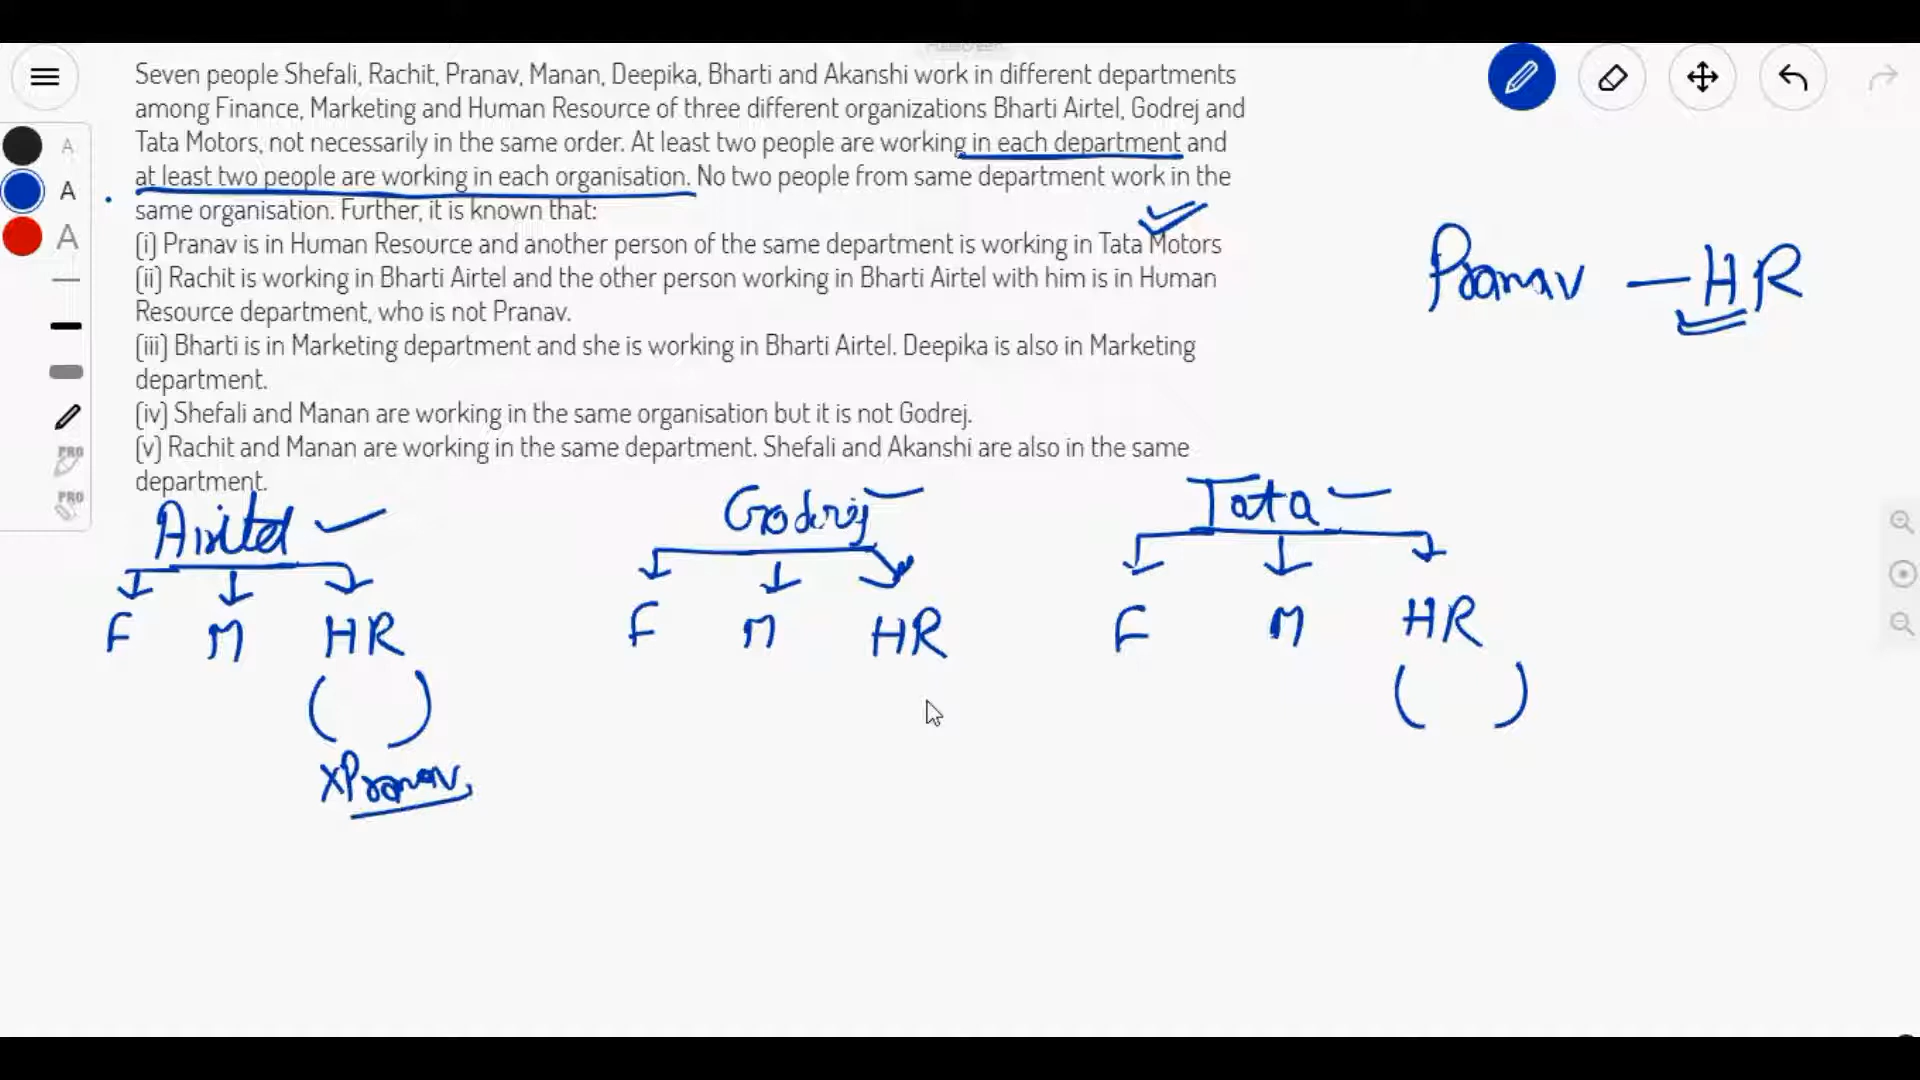 Seven people Shefali, Rachit, Pranav, Manan, Deepika, Bharti and Akanshi work in different departments
among Finance, Marketing and Human Resource of three different organizations Bharti Airtel, Godrej and
Tata Motors, not necessarily in the same order. At least two people are working in each department and
at least two people are working in each organisation. No two people from same department work in the
same organisation. Further, it is known that:
(i) Pranav is in Human Resource and another person of the same department is working in Tata Motors
(ii) Rachit is working in Bharti Airtel and the other person working in Bharti Airtel with him is in Human
Resource department, who is not Pranav.
(iii) Bharti is in Marketing department and she is working in Bharti Airtel. Deepika is also in Marketing
department.
(iv) Shefali and Manan are working in the same organisation but it is not Godrej.
(v) Rachit and Manan are working in the same department. Shefali and Akanshi are also in the same
department.
A
A
A
PRO
PRO
Pranav — HR
Airtel
Godrej
Tata
F M HR
F M HR
F M HR
( )
( )
XPranav